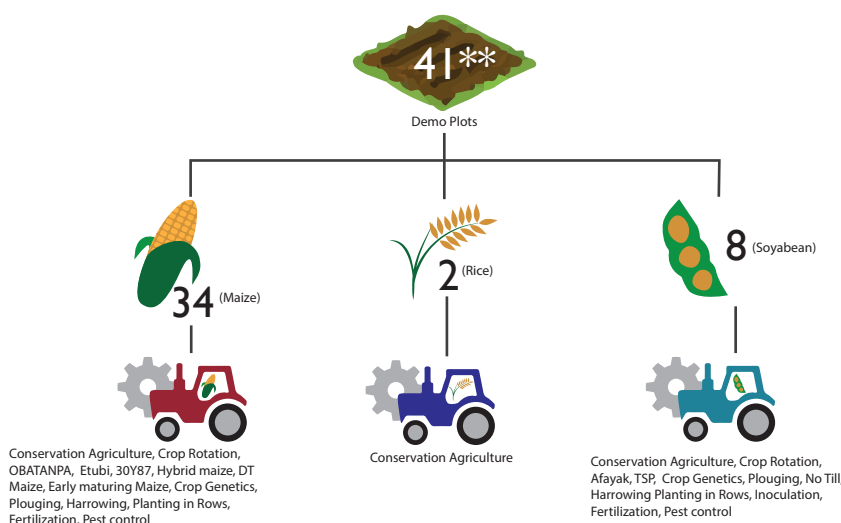 41**
Demo Plots
34 (Maize)
2 (Rice)
8 (Soyabean)
Conservation Agriculture, Crop Rotation,
OBATANPA, Etubi, 30Y87, Hybrid maize, DT
Maize, Early maturing Maize, Crop Genetics,
Plouging, Harrowing, Planting in Rows,
Fertilization, Pest control
Conservation Agriculture
Conservation Agriculture, Crop Rotation,
Afayak, TSP, Crop Genetics, Plouging, No Till,
Harrowing Planting in Rows, Inoculation,
Fertilization, Pest control